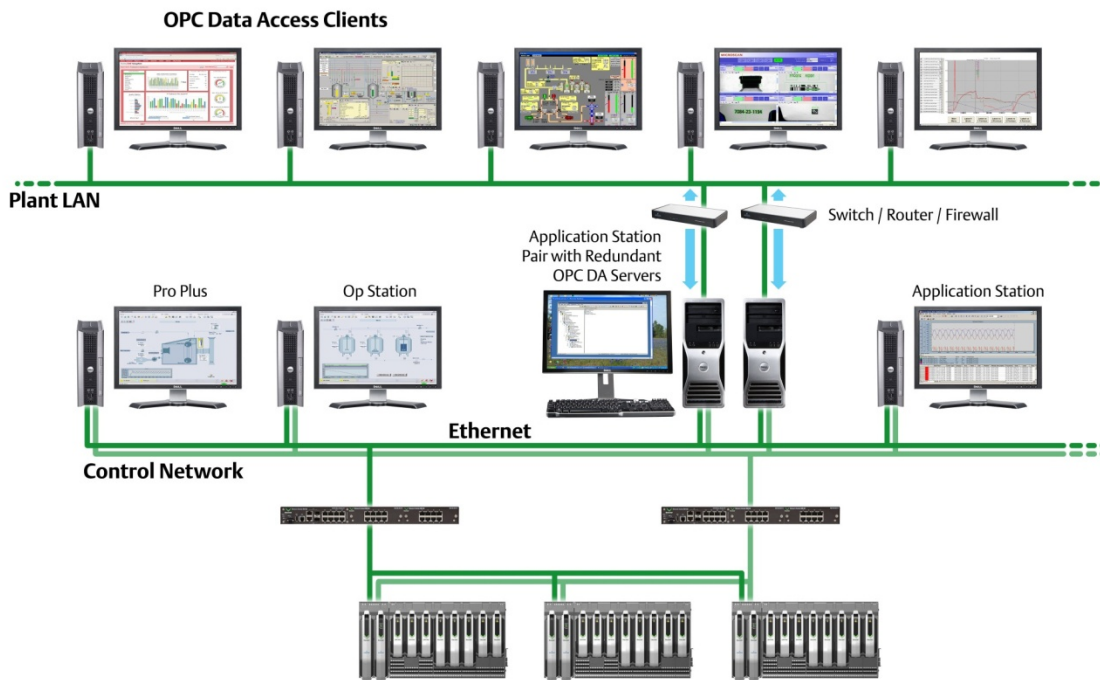 OPC Data Access Clients
Plant LAN
Switch / Router / Firewall
Application Station
Pair with Redundant
OPC DA Servers
Pro Plus
Op Station
Application Station
Ethernet
Control Network